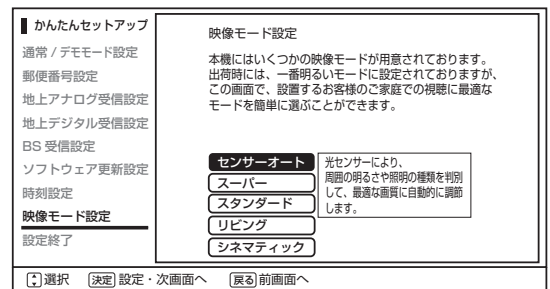 かんたんセットアップ
通常 / デモモード設定
郵便番号設定
地上アナログ受信設定
地上デジタル受信設定
BS 受信設定
ソフトウェア更新設定
時刻設定
映像モード設定
設定終了
映像モード設定
本機にはいくつかの映像モードが用意されております。
出荷時には、一番明るいモードに設定されておりますが、
この画面で、設置するお客様のご家庭での視聴に最適な
モードを簡単に選ぶことができます。
センサーオート
スーパー
スタンダード
リビング
シネマティック
光センサーにより、
周囲の明るさや照明の種類を判別
して、最適な画質に自動的に調節
します。
選択 決定 設定・次画面へ 戻る 前画面へ